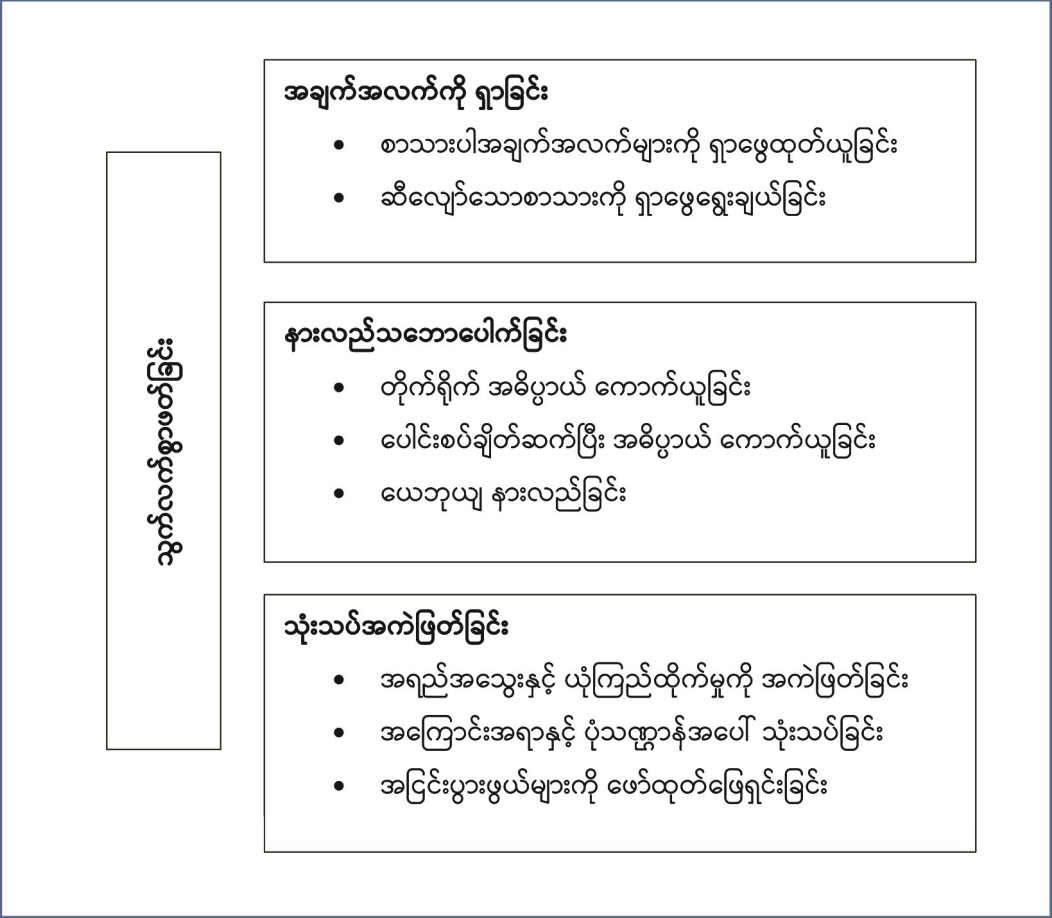 သွင်လင်စွာဖတ်ခြင်း
အချက်အလက်ကို ရှာခြင်း
• စာသားပါအချက်အလက်များကို ရှာဖွေထုတ်ယူခြင်း
• ဆီလျော်သောစာသားကို ရှာဖွေရွေးချယ်ခြင်း
နားလည်သဘောပေါက်ခြင်း
• တိုက်ရိုက် အဓိပ္ပာယ် ကောက်ယူခြင်း
• ပေါင်းစပ်ချိတ်ဆက်ပြီး အဓိပ္ပာယ် ကောက်ယူခြင်း
• ယေဘုယျ နားလည်ခြင်း
သုံးသပ်အကဲဖြတ်ခြင်း
• အရည်အသွေးနှင့် ယုံကြည်ထိုက်မှုကို အကဲဖြတ်ခြင်း
• အကြောင်းအရာနှင့် ပုံသဏ္ဌာန်အပေါ် သုံးသပ်ခြင်း
• အငြင်းပွားဖွယ်များကို ဖော်ထုတ်ဖြေရှင်းခြင်း